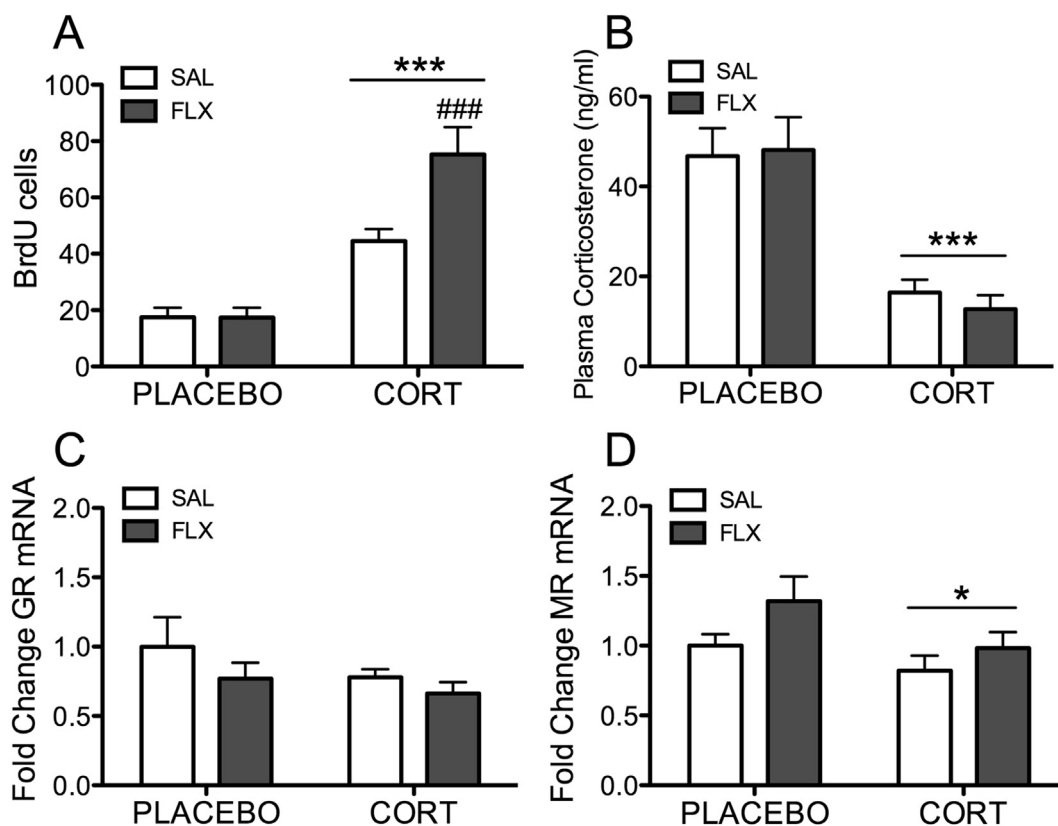 A
SAL
FLX
***
###
BrdU cells
100
80
60
40
20
0
PLACEBO
CORT
B
SAL
FLX
***
Plasma Corticosterone (ng/ml)
60
40
20
0
PLACEBO
CORT
C
SAL
FLX
Fold Change GR mRNA
2.0
1.5
1.0
0.5
0.0
PLACEBO
CORT
D
SAL
FLX
*
Fold Change MR mRNA
2.0
1.5
1.0
0.5
0.0
PLACEBO
CORT